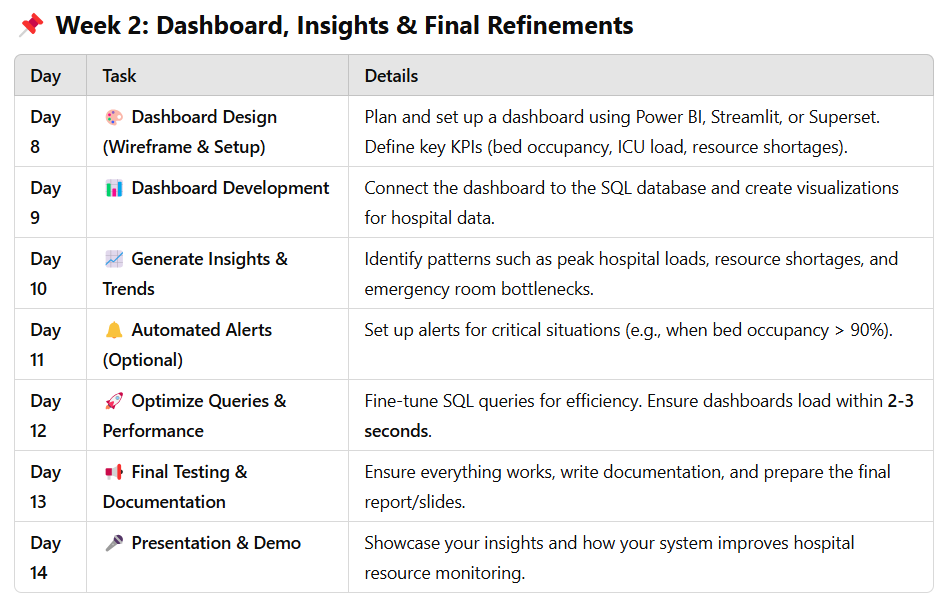 📌 Week 2: Dashboard, Insights & Final Refinements
Day Task Details
Day 🎨 Dashboard Design Plan and set up a dashboard using Power BI, Streamlit, or Superset.
8 (Wireframe & Setup) Define key KPIs (bed occupancy, ICU load, resource shortages).
Day 📊 Dashboard Development Connect the dashboard to the SQL database and create visualizations
9 for hospital data.
Day 📈 Generate Insights & Identify patterns such as peak hospital loads, resource shortages, and
10 Trends emergency room bottlenecks.
Day 🔔 Automated Alerts Set up alerts for critical situations (e.g., when bed occupancy > 90%).
11 (Optional)
Day 🚀 Optimize Queries & Fine-tune SQL queries for efficiency. Ensure dashboards load within 2-3
12 Performance seconds.
Day 📢 Final Testing & Ensure everything works, write documentation, and prepare the final
13 Documentation report/slides.
Day 🎤 Presentation & Demo Showcase your insights and how your system improves hospital
14 resource monitoring.